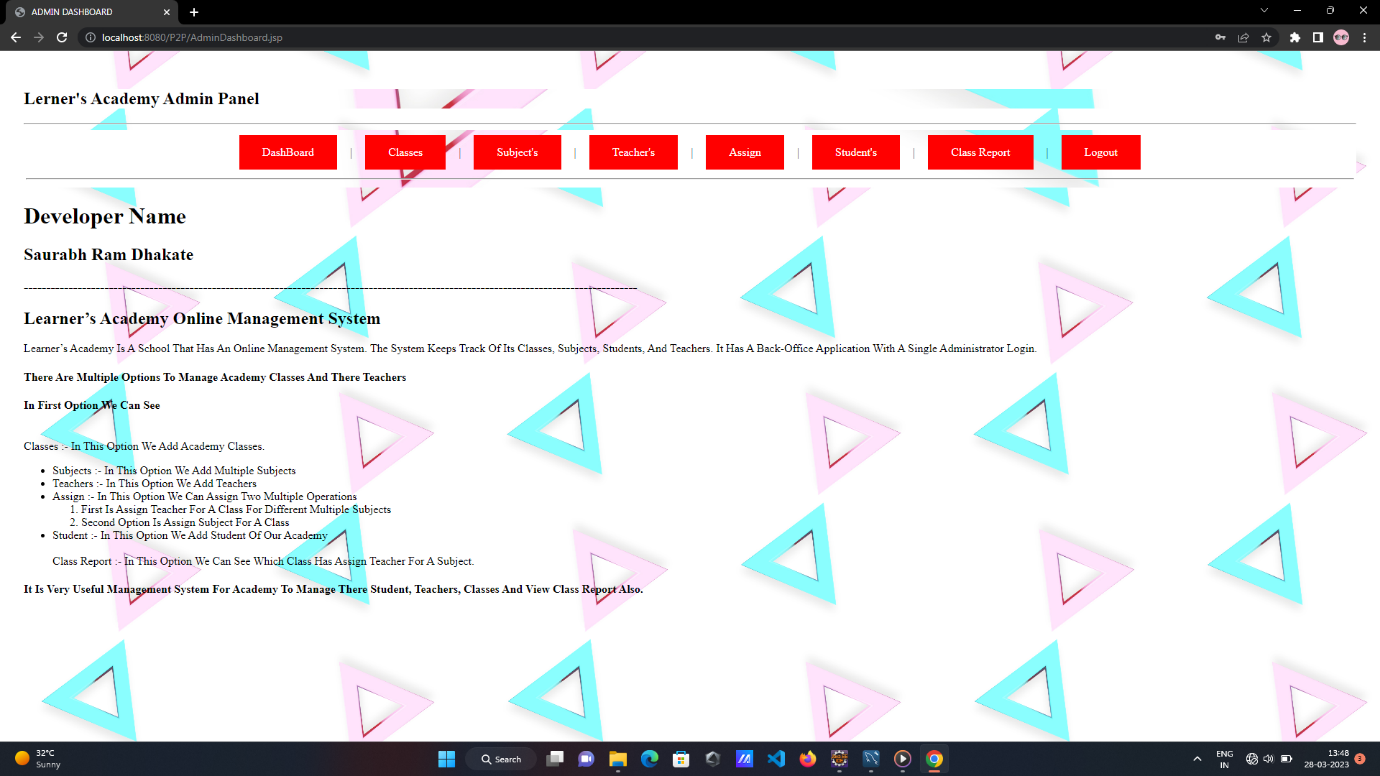 ADMIN DASHBOARD
localhost:8080/P2P/AdminDashboard.jsp
Lerner's Academy Admin Panel
DashBoard | Classes | Subject's | Teacher's | Assign | Student's | Class Report | Logout
Developer Name
Saurabh Ram Dhakate
Learner’s Academy Online Management System
Learner’s Academy Is A School That Has An Online Management System. The System Keeps Track Of Its Classes, Subjects, Students, And Teachers. It Has A Back-Office Application With A Single Administrator Login.
There Are Multiple Options To Manage Academy Classes And There Teachers
In First Option We Can See
Classes :- In This Option We Add Academy Classes.
• Subjects :- In This Option We Add Multiple Subjects
• Teachers :- In This Option We Add Teachers
• Assign :- In This Option We Can Assign Two Multiple Operations
1. First Is Assign Teacher For A Class For Different Multiple Subjects
2. Second Option Is Assign Subject For A Class
• Student :- In This Option We Add Student Of Our Academy
Class Report :- In This Option We Can See Which Class Has Assign Teacher For A Subject.
It Is Very Useful Management System For Academy To Manage There Student, Teachers, Classes And View Class Report Also.
32°C
Sunny
Search
ENG
IN
13:48
28-03-2023
3